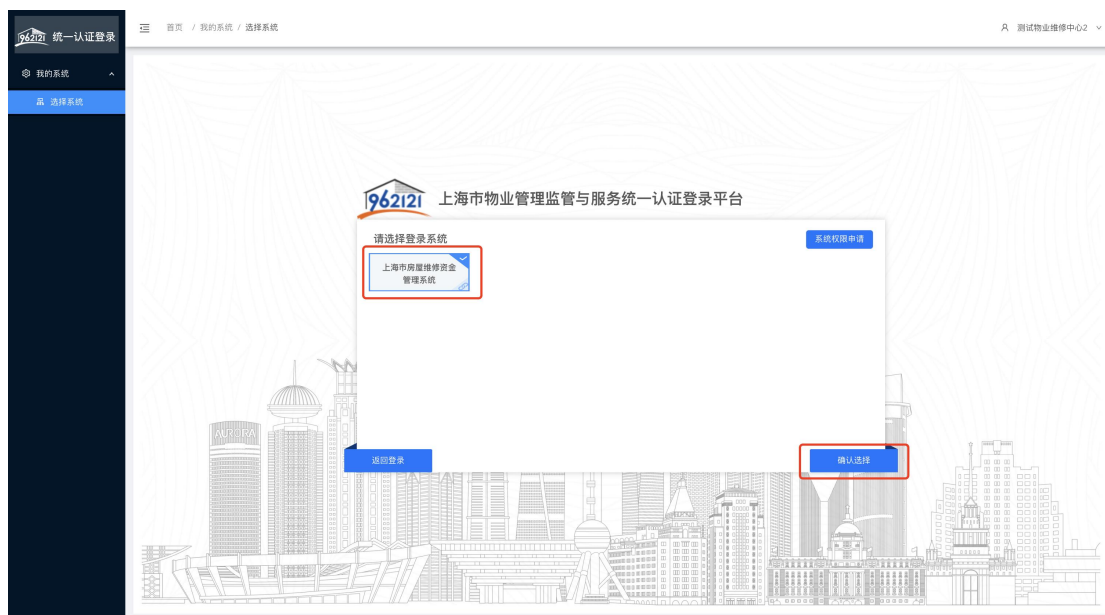 962121 统一认证登录
首页 / 我的系统 / 选择系统
测试物业维修中心2
我的系统
选择系统
962121 上海市物业管理监管与服务统一认证登录平台
请选择登录系统
系统权限申请
上海市房屋维修资金
管理系统
AURORA
返回登录
确认选择